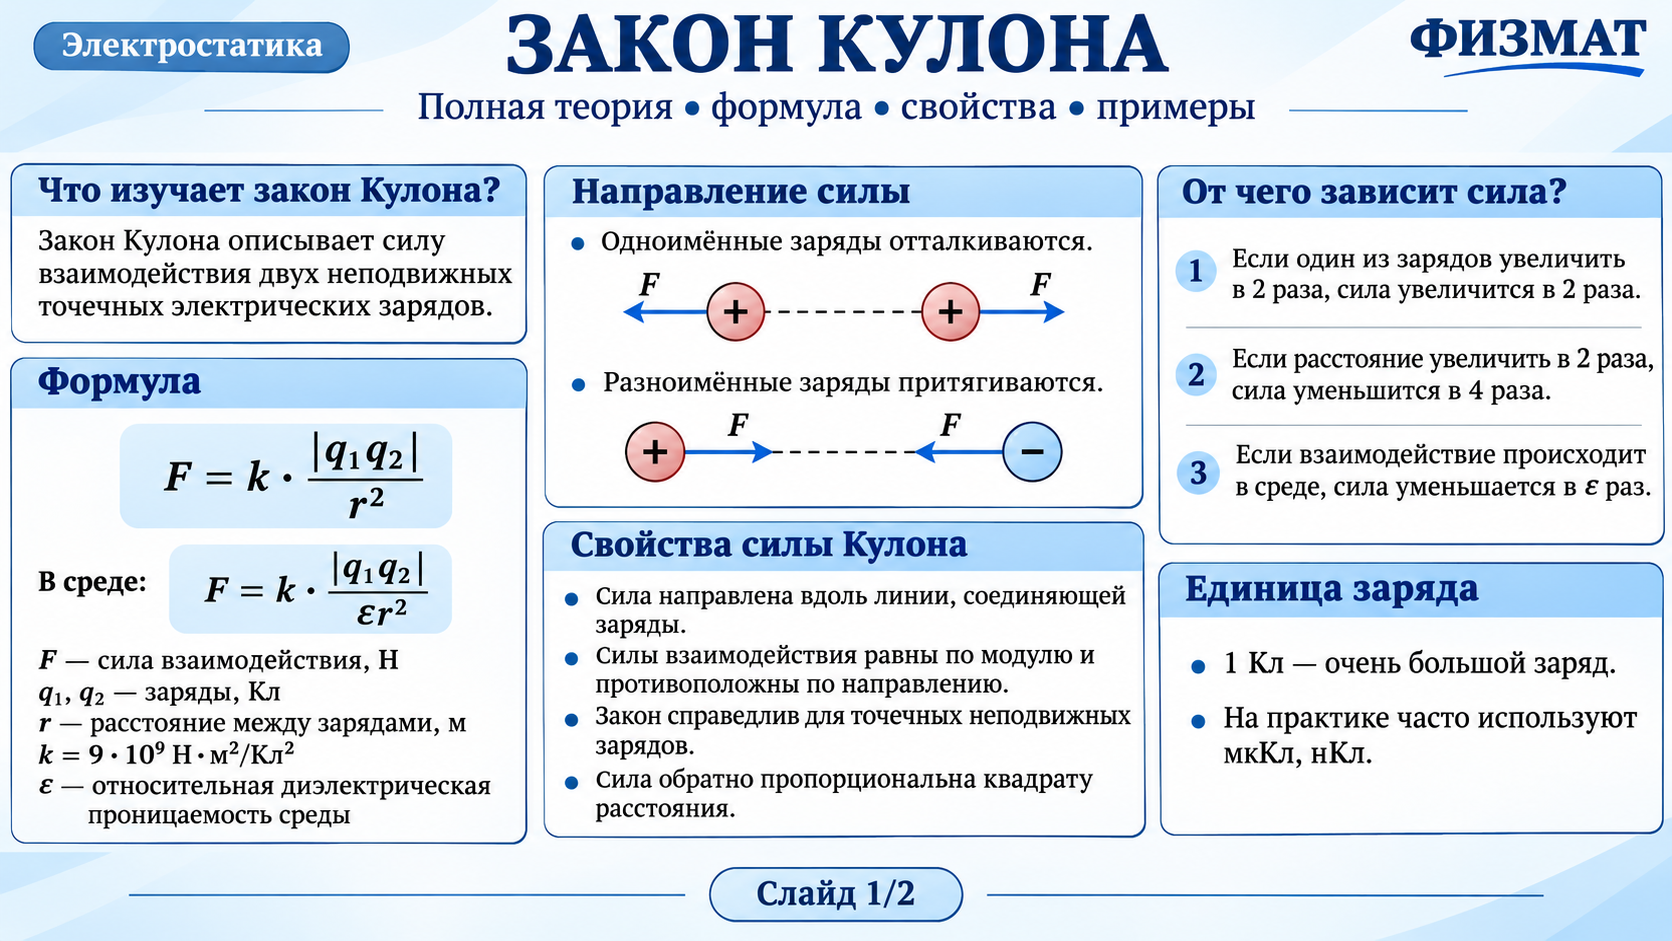 Электростатика
ЗАКОН КУЛОНА
ФИЗМАТ
Полная теория • формула • свойства • примеры
Что изучает закон Кулона?
Закон Кулона описывает силу
взаимодействия двух неподвижных
точечных электрических зарядов.
Формула
F = k · |q₁q₂| / r²
В среде: F = k · |q₁q₂| / εr²
F — сила взаимодействия, Н
q₁, q₂ — заряды, Кл
r — расстояние между зарядами, м
k = 9 · 10⁹ Н · м²/Кл²
ε — относительная диэлектрическая
проницаемость среды
Направление силы
• Одноимённые заряды отталкиваются.
F F
+ +
• Разноимённые заряды притягиваются.
F F
+ −
Свойства силы Кулона
• Сила направлена вдоль линии, соединяющей
заряды.
• Силы взаимодействия равны по модулю и
противоположны по направлению.
• Закон справедлив для точечных неподвижных
зарядов.
• Сила обратно пропорциональна квадрату
расстояния.
От чего зависит сила?
1 Если один из зарядов увеличить
в 2 раза, сила увеличится в 2 раза.
2 Если расстояние увеличить в 2 раза,
сила уменьшится в 4 раза.
3 Если взаимодействие происходит
в среде, сила уменьшается в ε раз.
Единица заряда
• 1 Кл — очень большой заряд.
• На практике часто используют
мкКл, нКл.
Слайд 1/2